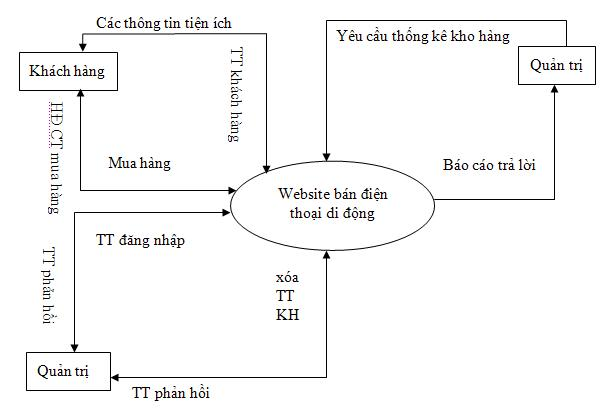 Các thông tin tiện ích
Yêu cầu thống kê kho hàng
Khách hàng
Quản trị
TT khách hàng
HĐ,CT mua hàng
Mua hàng
Báo cáo trả lời
Website bán điện
thoại di động
TT đăng nhập
TT phản hồi
xóa
TT
KH
Quản trị
TT phản hồi